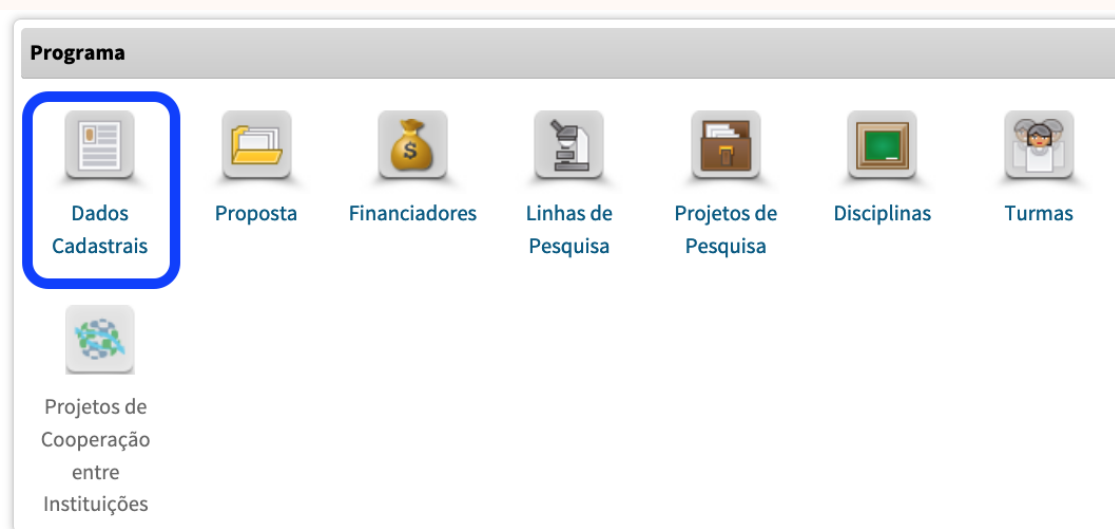 Programa
Dados
Cadastrais
Proposta
Financiadores
Linhas de
Pesquisa
Projetos de
Pesquisa
Disciplinas
Turmas
Projetos de
Cooperação
entre
Instituições